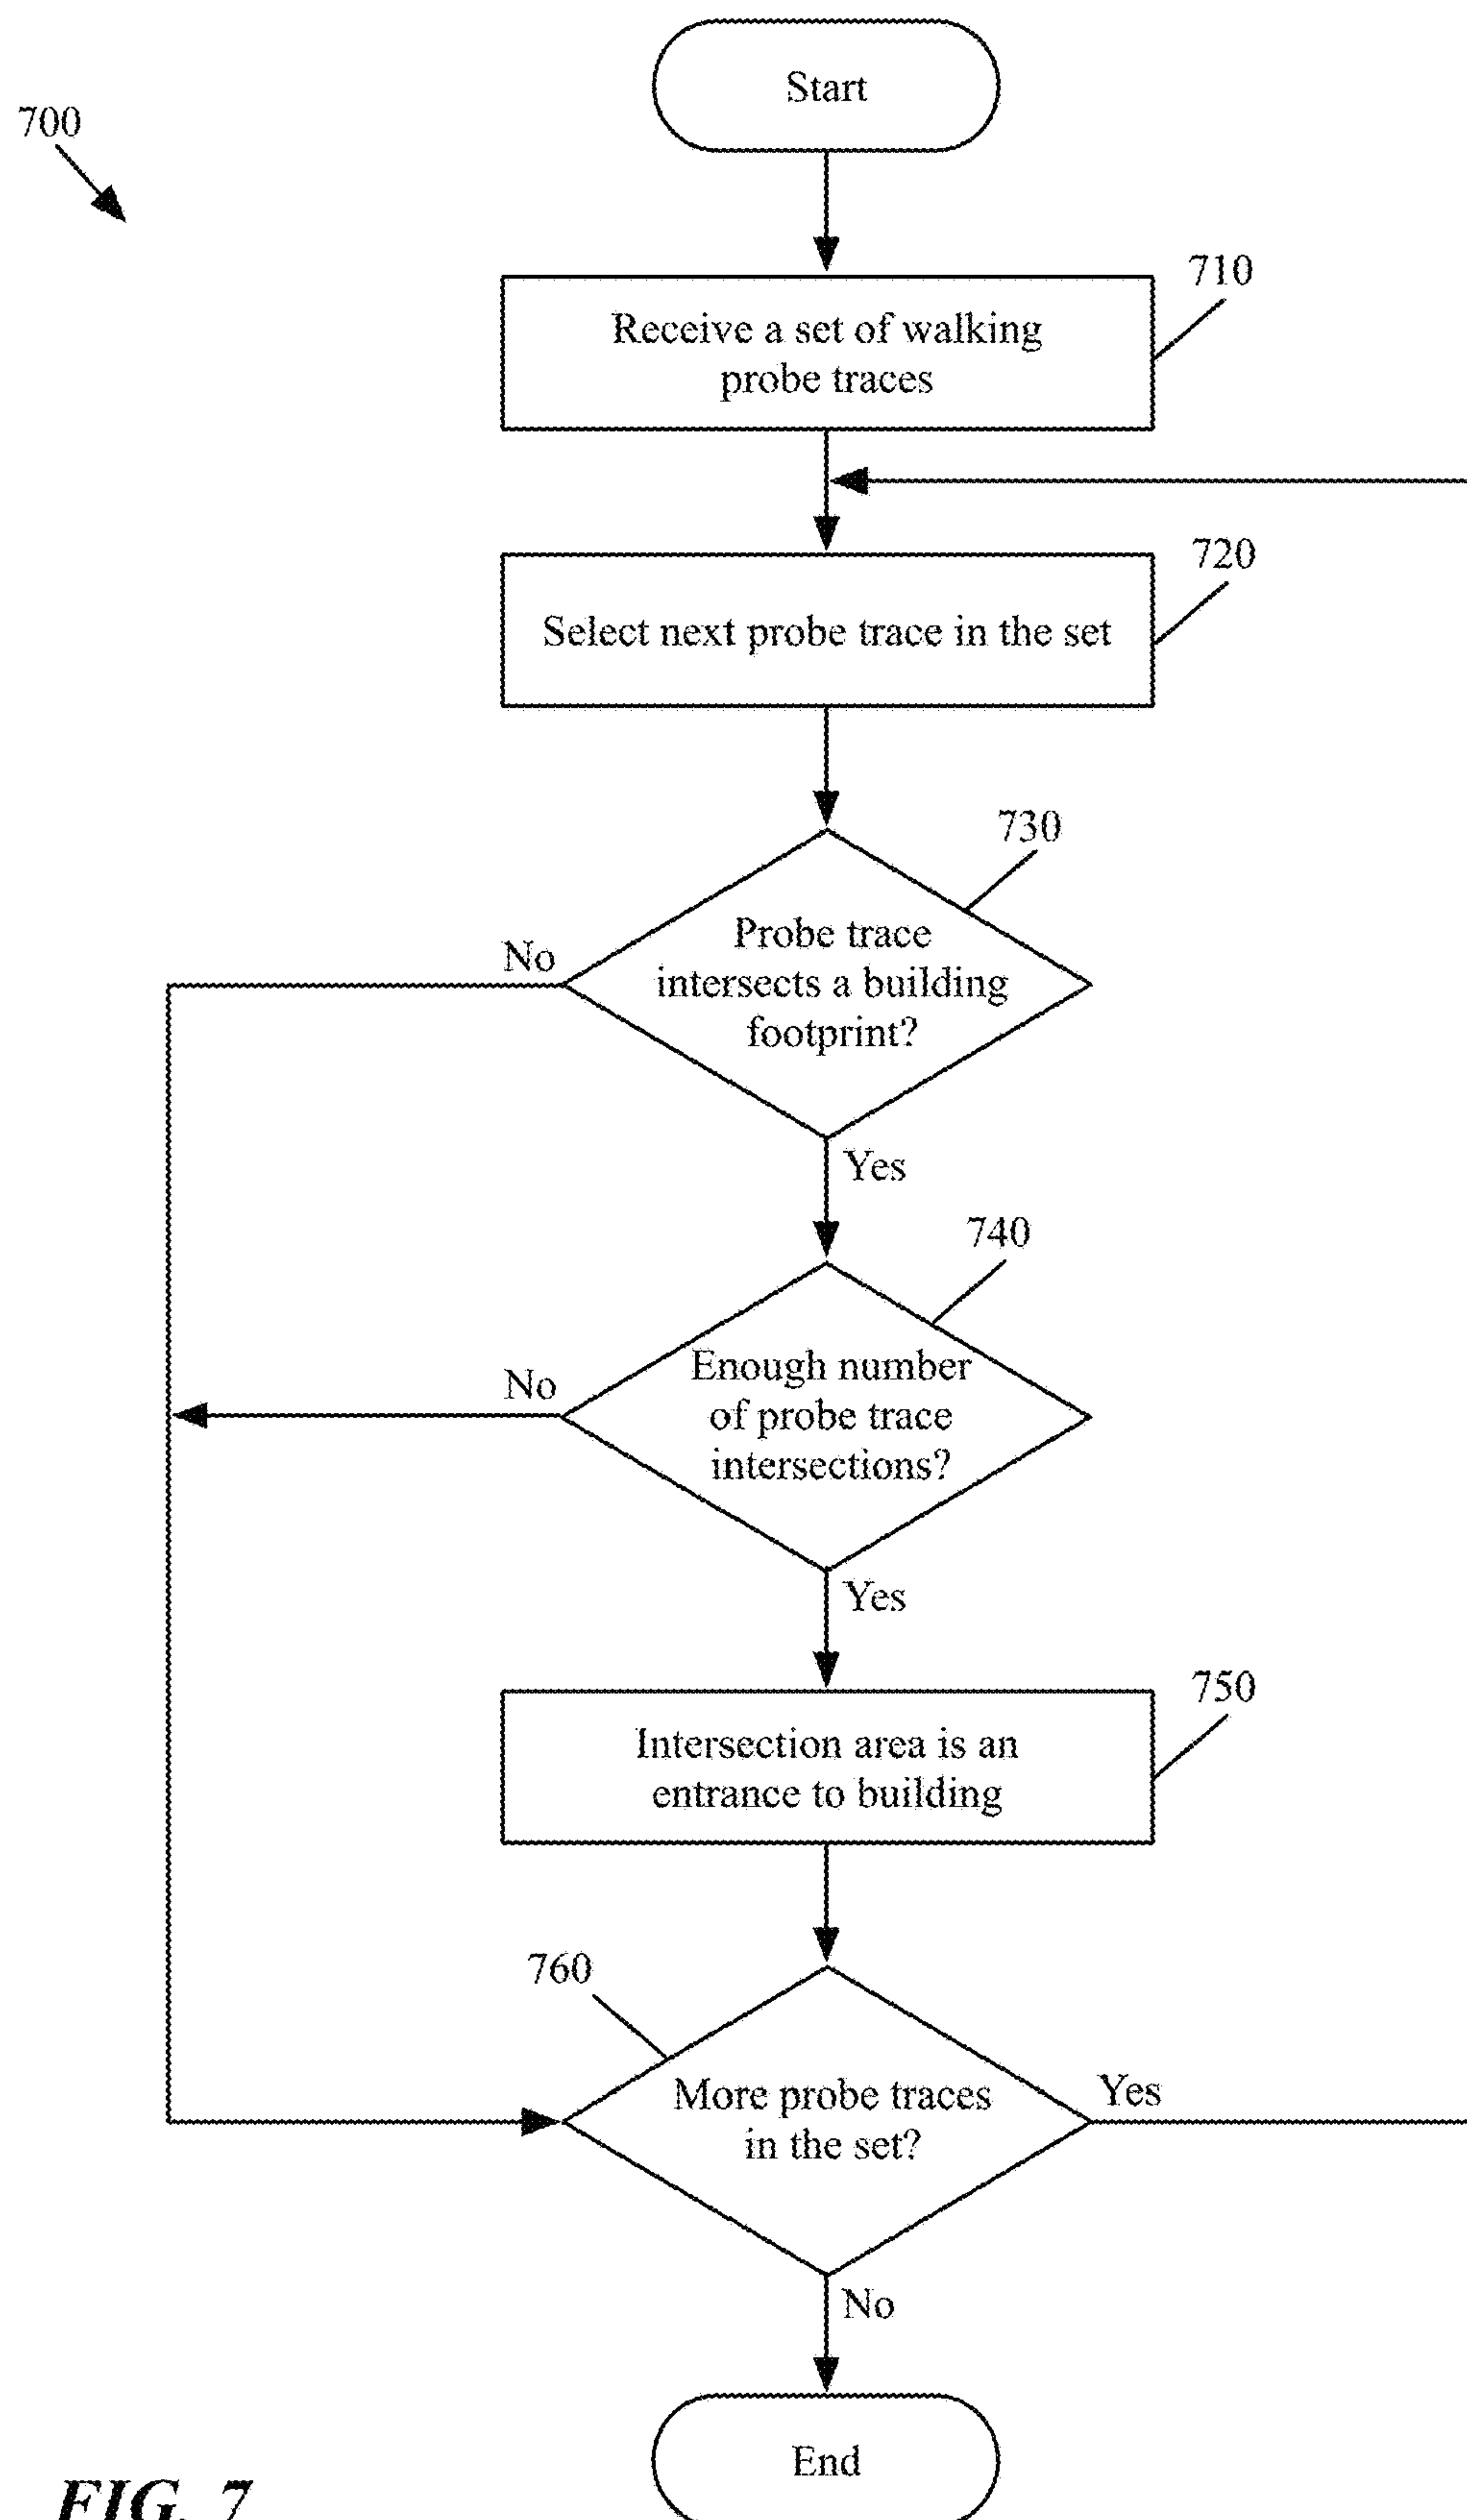 Start
700
710
Receive a set of walking
probe traces
720
Select next probe trace in the set
730
Probe trace
intersects a building
footprint?
No
Yes
740
Enough number
of probe trace
intersections?
No
Yes
750
Intersection area is an
entrance to building
760
More probe traces
in the set?
Yes
No
End
FIG. 7